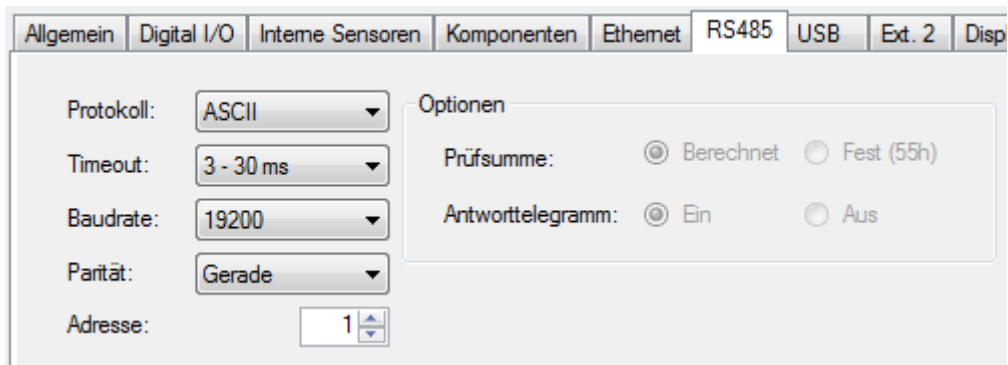 Allgemein Digital I/O Interne Sensoren Komponenten Ethernet RS485 USB Ext. 2
Protokoll: ASCII
Timeout: 3 - 30 ms
Baudrate: 19200
Parität: Gerade
Adresse: 1
Optionen
Prüfsumme: Berechnet Fest (55h)
Antworttelegramm: Ein Aus